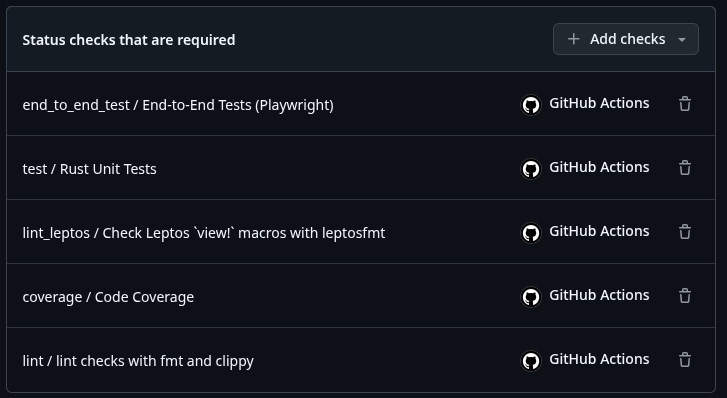 Status checks that are required
Add checks
end_to_end_test / End-to-End Tests (Playwright)
GitHub Actions
test / Rust Unit Tests
GitHub Actions
lint_leptos / Check Leptos `view!` macros with leptosfmt
GitHub Actions
coverage / Code Coverage
GitHub Actions
lint / lint checks with fmt and clippy
GitHub Actions